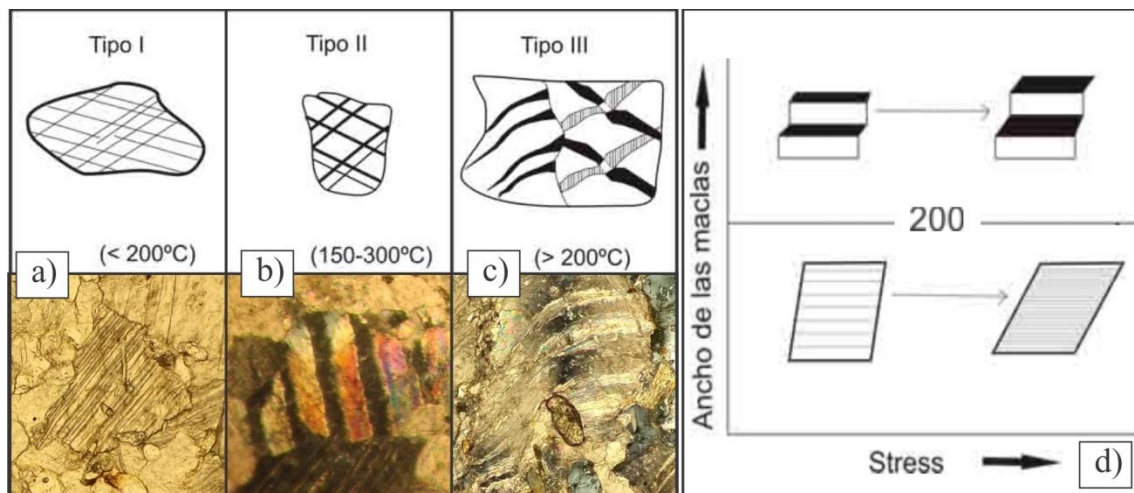 Tipo I
Tipo II
Tipo III
a)
(< 200ºC)
b)
(150-300ºC)
c)
(> 200ºC)
Ancho de las maclas
200
Stress
d)